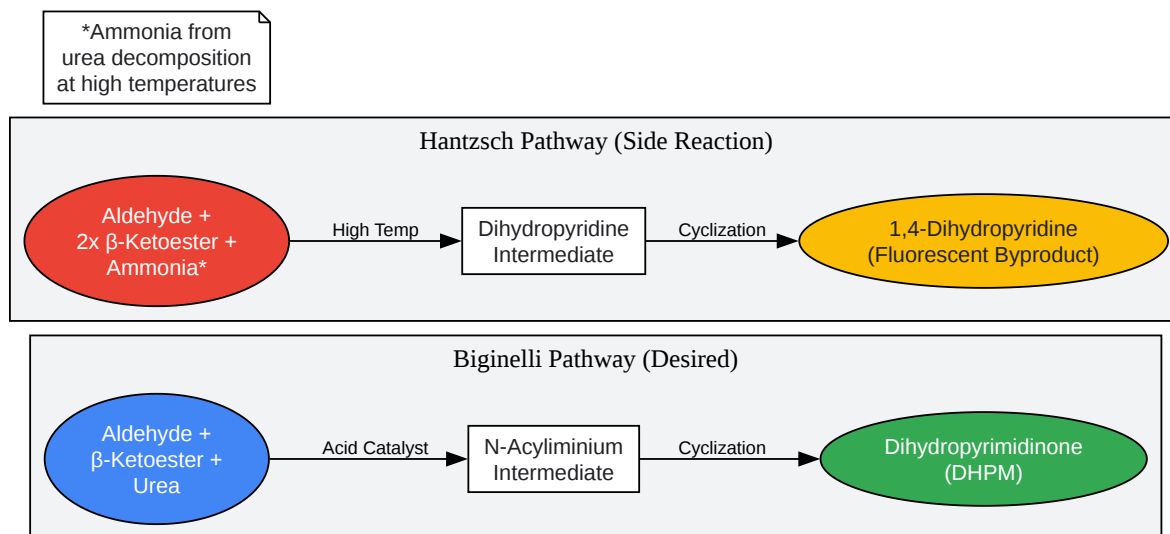 *Ammonia from
urea decomposition
at high temperatures
Hantzsch Pathway (Side Reaction)
Aldehyde +
2x β-Ketoester +
Ammonia*
High Temp
Dihydropyridine
Intermediate
Cyclization
1,4-Dihydropyridine
(Fluorescent Byproduct)
Biginelli Pathway (Desired)
Aldehyde +
β-Ketoester +
Urea
Acid Catalyst
N-Acyliminium
Intermediate
Cyclization
Dihydropyrimidinone
(DHPM)